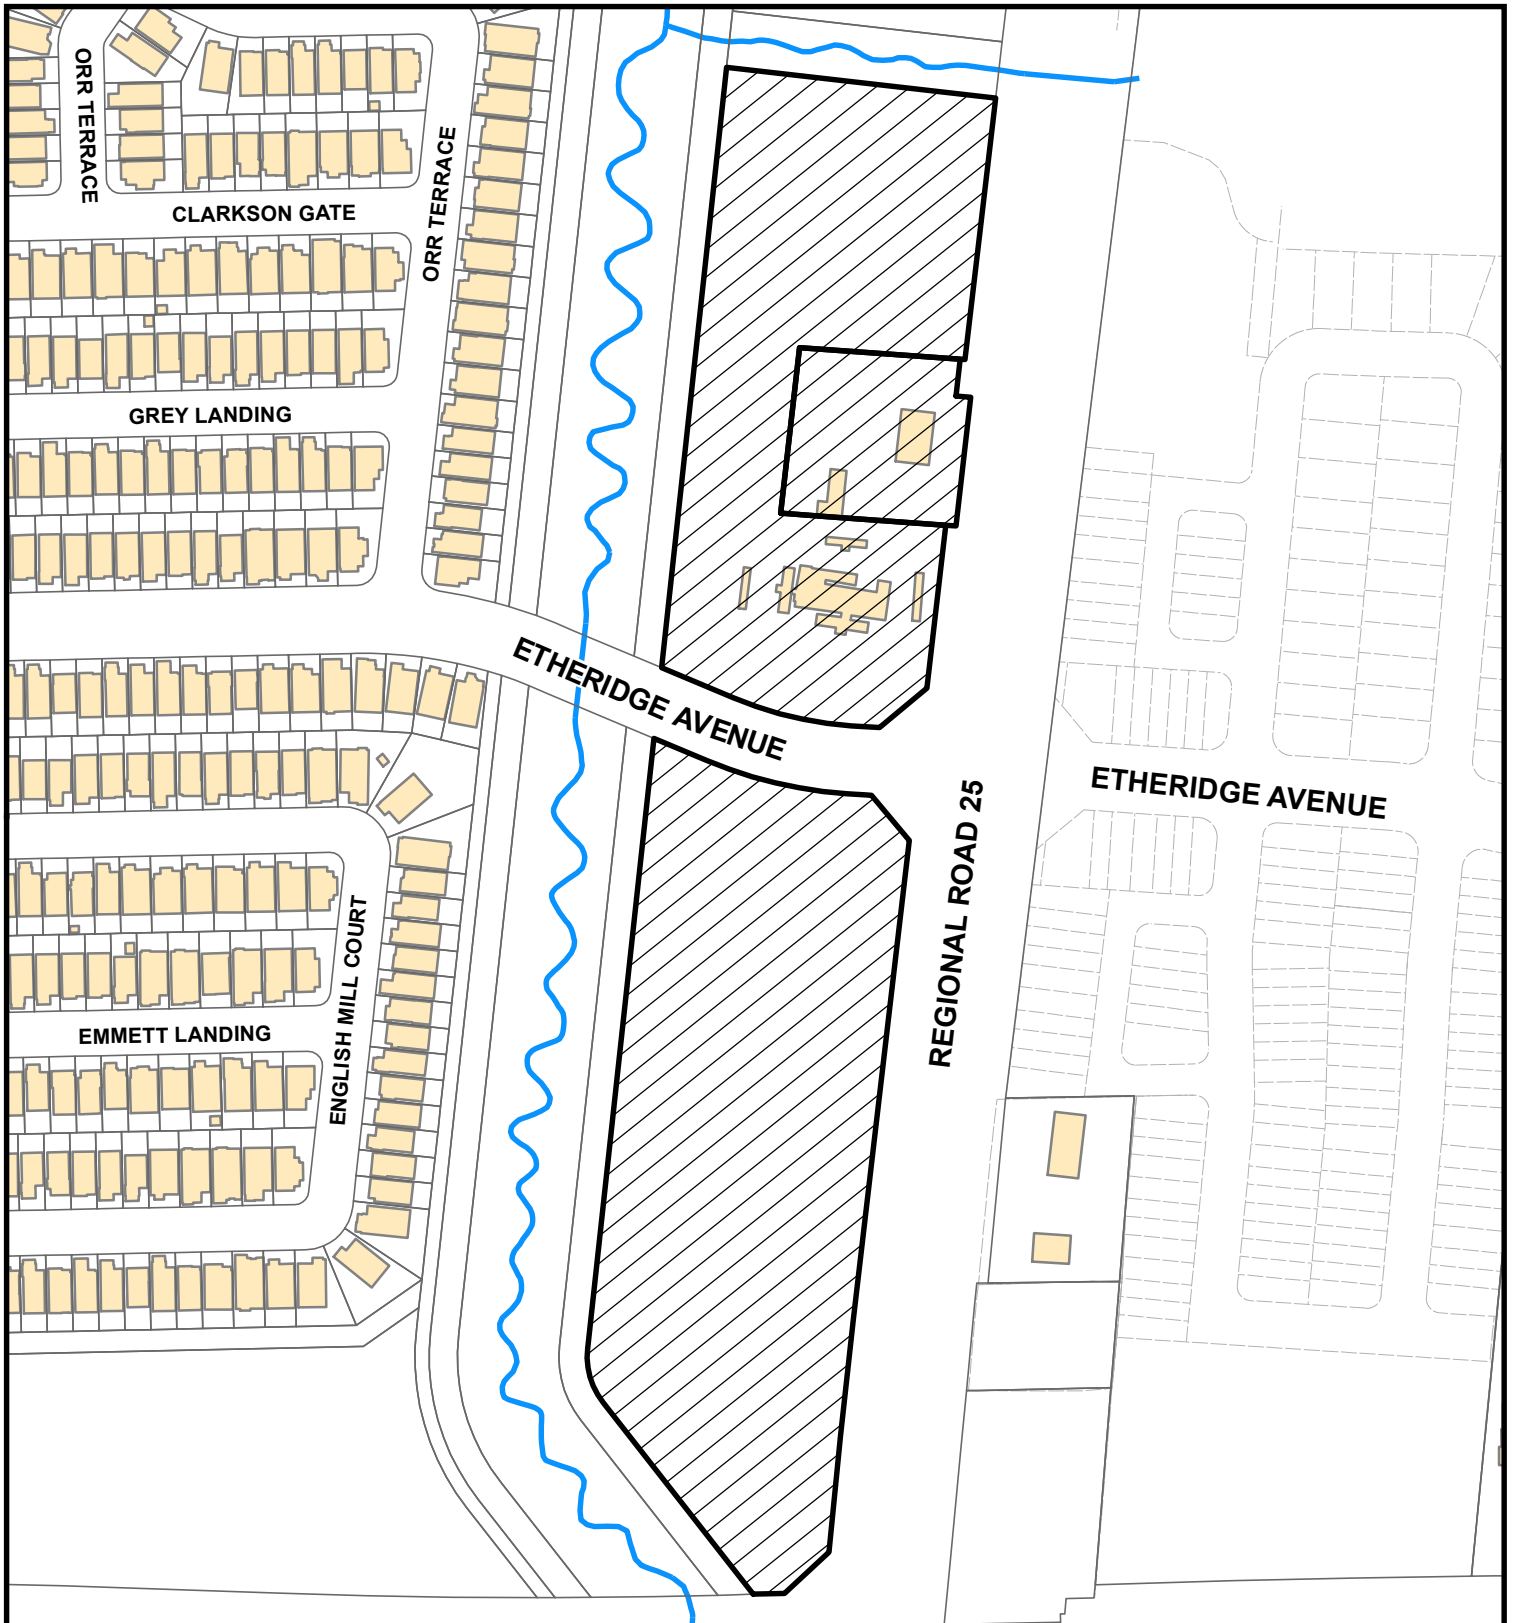 ORR TERRACE
CLARKSON GATE
ORR TERRACE
GREY LANDING
ETHERIDGE AVENUE
ETHERIDGE AVENUE
REGIONAL ROAD 25
ENGLISH MILL COURT
EMMETT LANDING